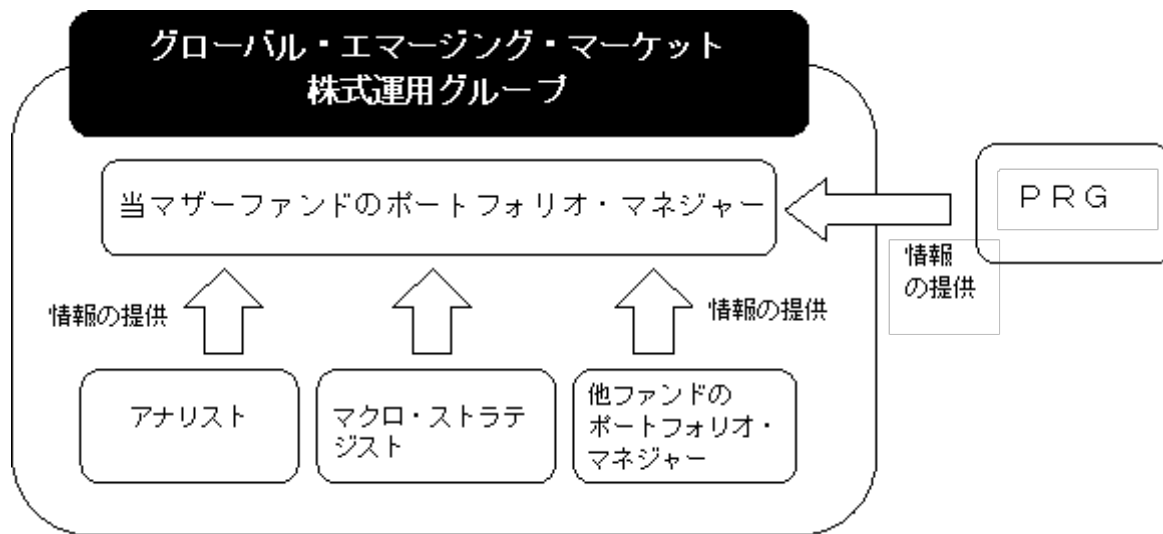 グローバル・エマージング・マーケット
株式運用グループ
当マザーファンドのポートフォリオ・マネジャー
ＰＲＧ
情報
の提供
情報の提供
情報の提供
アナリスト
マクロ・ストラテ
ジスト
他ファンドの
ポートフォリオ・
マネジャー